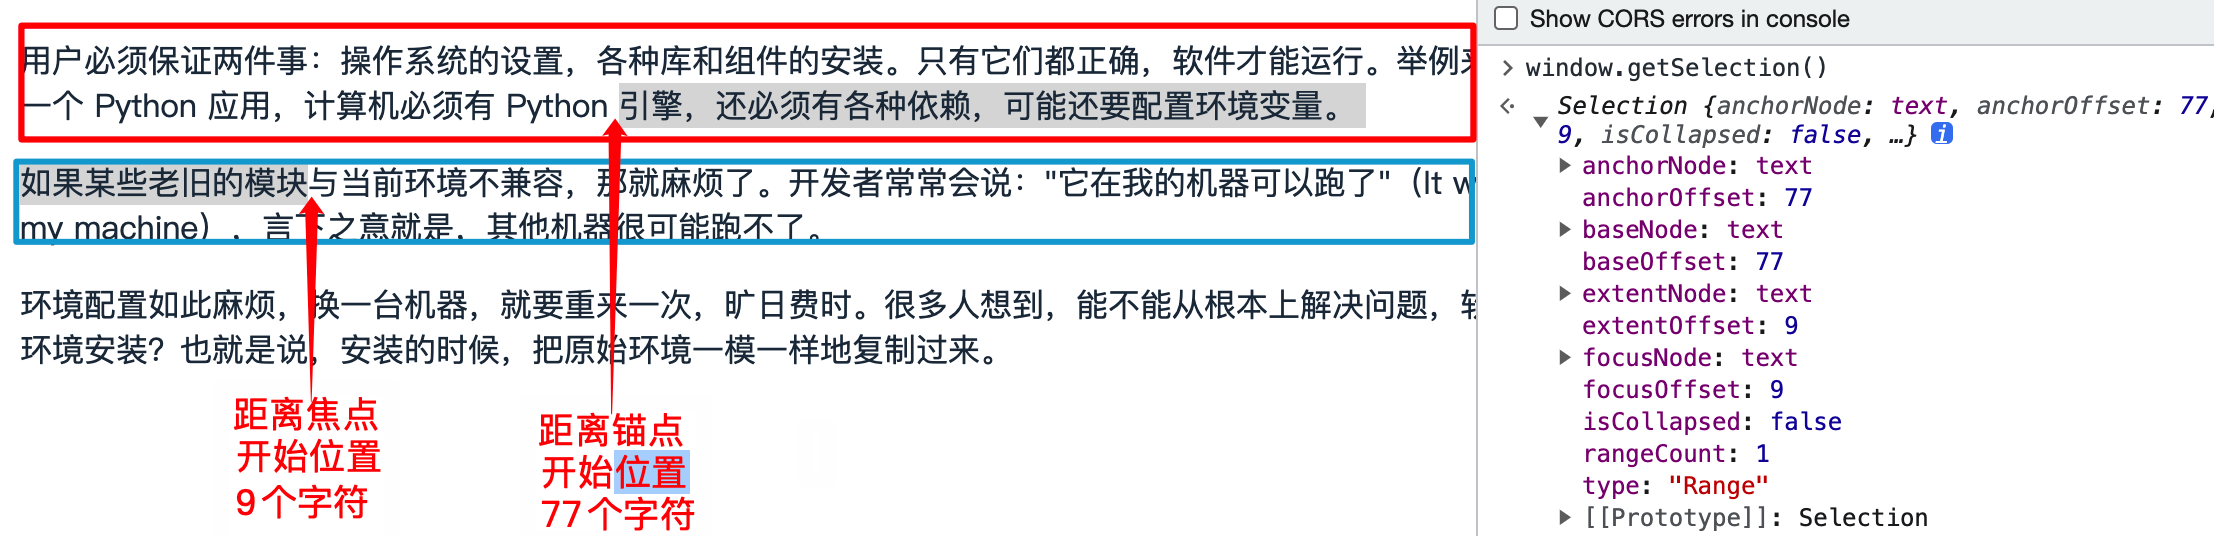 用户必须保证两件事：操作系统的设置，各种库和组件的安装。只有它们都正确，软件才能运行。举例来
一个 Python 应用，计算机必须有 Python 引擎，还必须有各种依赖，可能还要配置环境变量。
如果某些老旧的模块与当前环境不兼容，那就麻烦了。开发者常常会说："它在我的机器可以跑了"（It w
my machine），言下之意就是，其他机器很可能跑不了。
环境配置如此麻烦，换一台机器，就要重来一次，旷日费时。很多人想到，能不能从根本上解决问题，软
环境安装？也就是说，安装的时候，把原始环境一模一样地复制过来。
距离焦点
开始位置
9个字符
距离锚点
开始位置
77个字符
Show CORS errors in console
window.getSelection()
Selection {anchorNode: text, anchorOffset: 77,
9, isCollapsed: false, …}
anchorNode: text
anchorOffset: 77
baseNode: text
baseOffset: 77
extentNode: text
extentOffset: 9
focusNode: text
focusOffset: 9
isCollapsed: false
rangeCount: 1
type: "Range"
[[Prototype]]: Selection